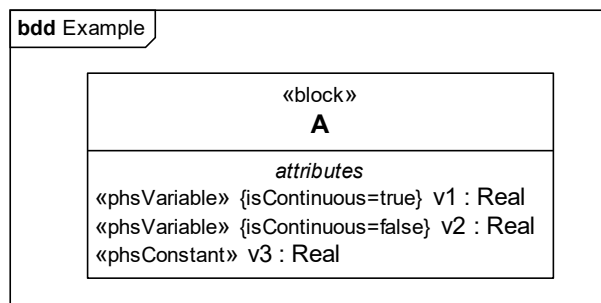 bdd Example
«block»
A
attributes
«phsVariable» {isContinuous=true} v1 : Real
«phsVariable» {isContinuous=false} v2 : Real
«phsConstant» v3 : Real